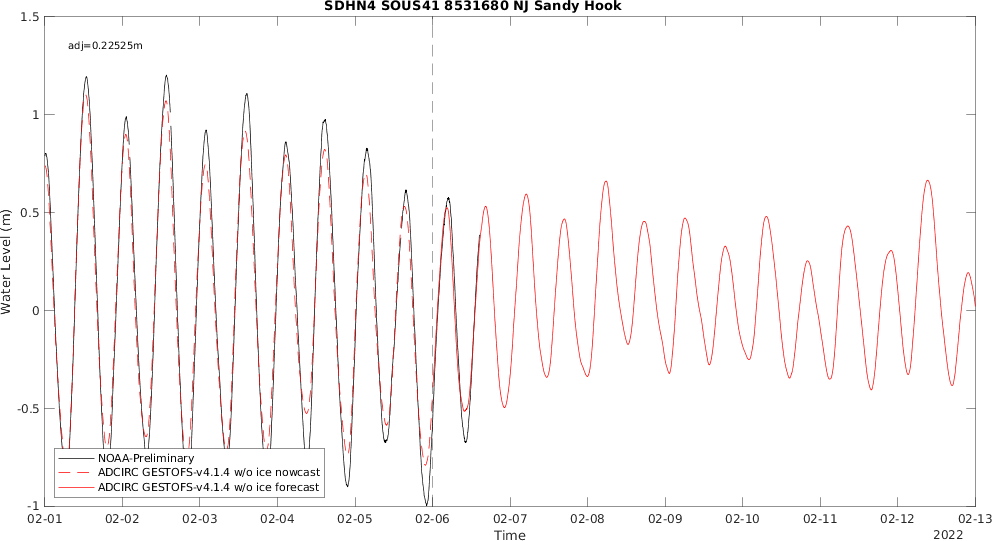 SDHN4 SOUS41 8531680 NJ Sandy Hook
1.5
adj=0.22525m
1
0.5
Water Level (m)
0
-0.5
NOAA-Preliminary
ADCIRC GESTOFS-v4.1.4 w/o ice nowcast
ADCIRC GESTOFS-v4.1.4 w/o ice forecast
-1
02-01 02-02 02-03 02-04 02-05 02-06 02-07 02-08 02-09 02-10 02-11 02-12 02-13
Time
2022